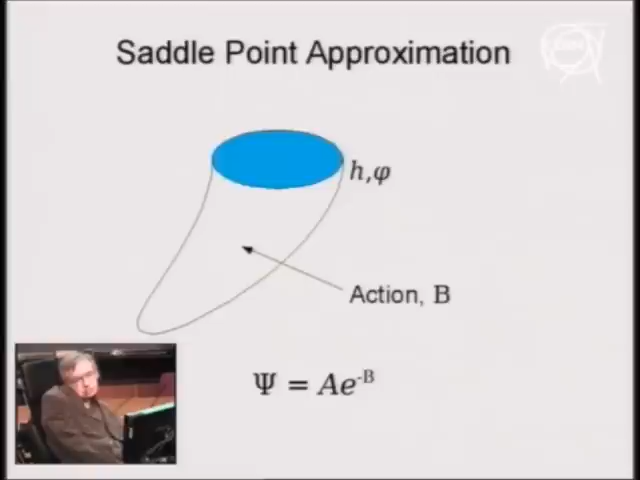 Saddle Point Approximation
h,φ
Action, B
Ψ = Ae^-B